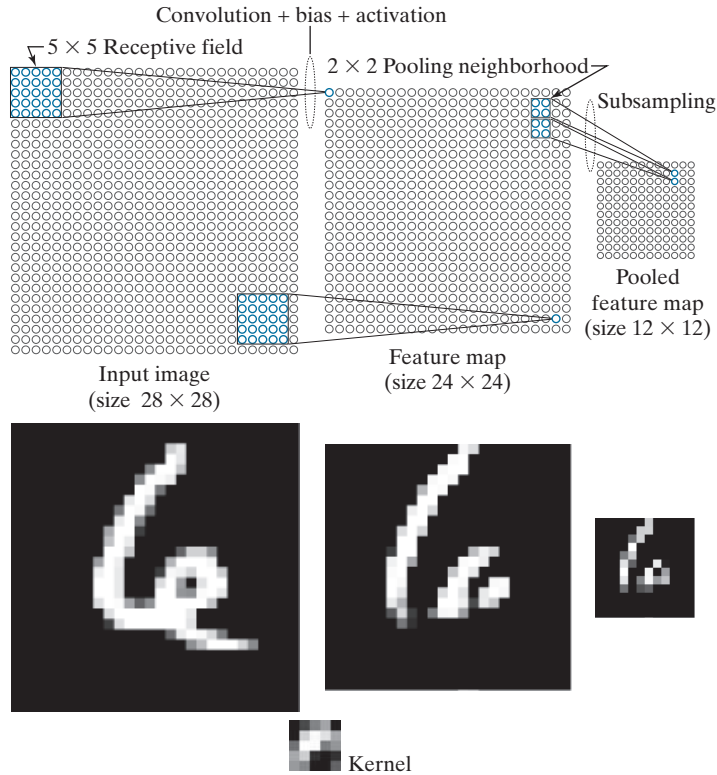 Convolution + bias + activation
5 × 5 Receptive field
2 × 2 Pooling neighborhood
Subsampling
Pooled
feature map
(size 12 × 12)
Feature map
(size 24 × 24)
Input image
(size 28 × 28)
Kernel